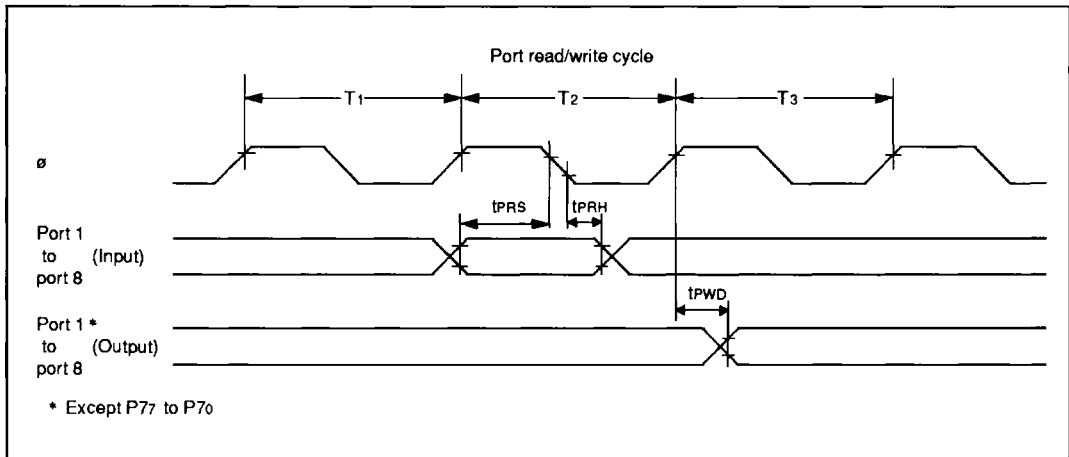 Port read/write cycle
T1 T2 T3
ø
tPRS tPRH
Port 1
to (Input)
port 8
tPWD
Port 1 *
to (Output)
port 8
* Except P77 to P70